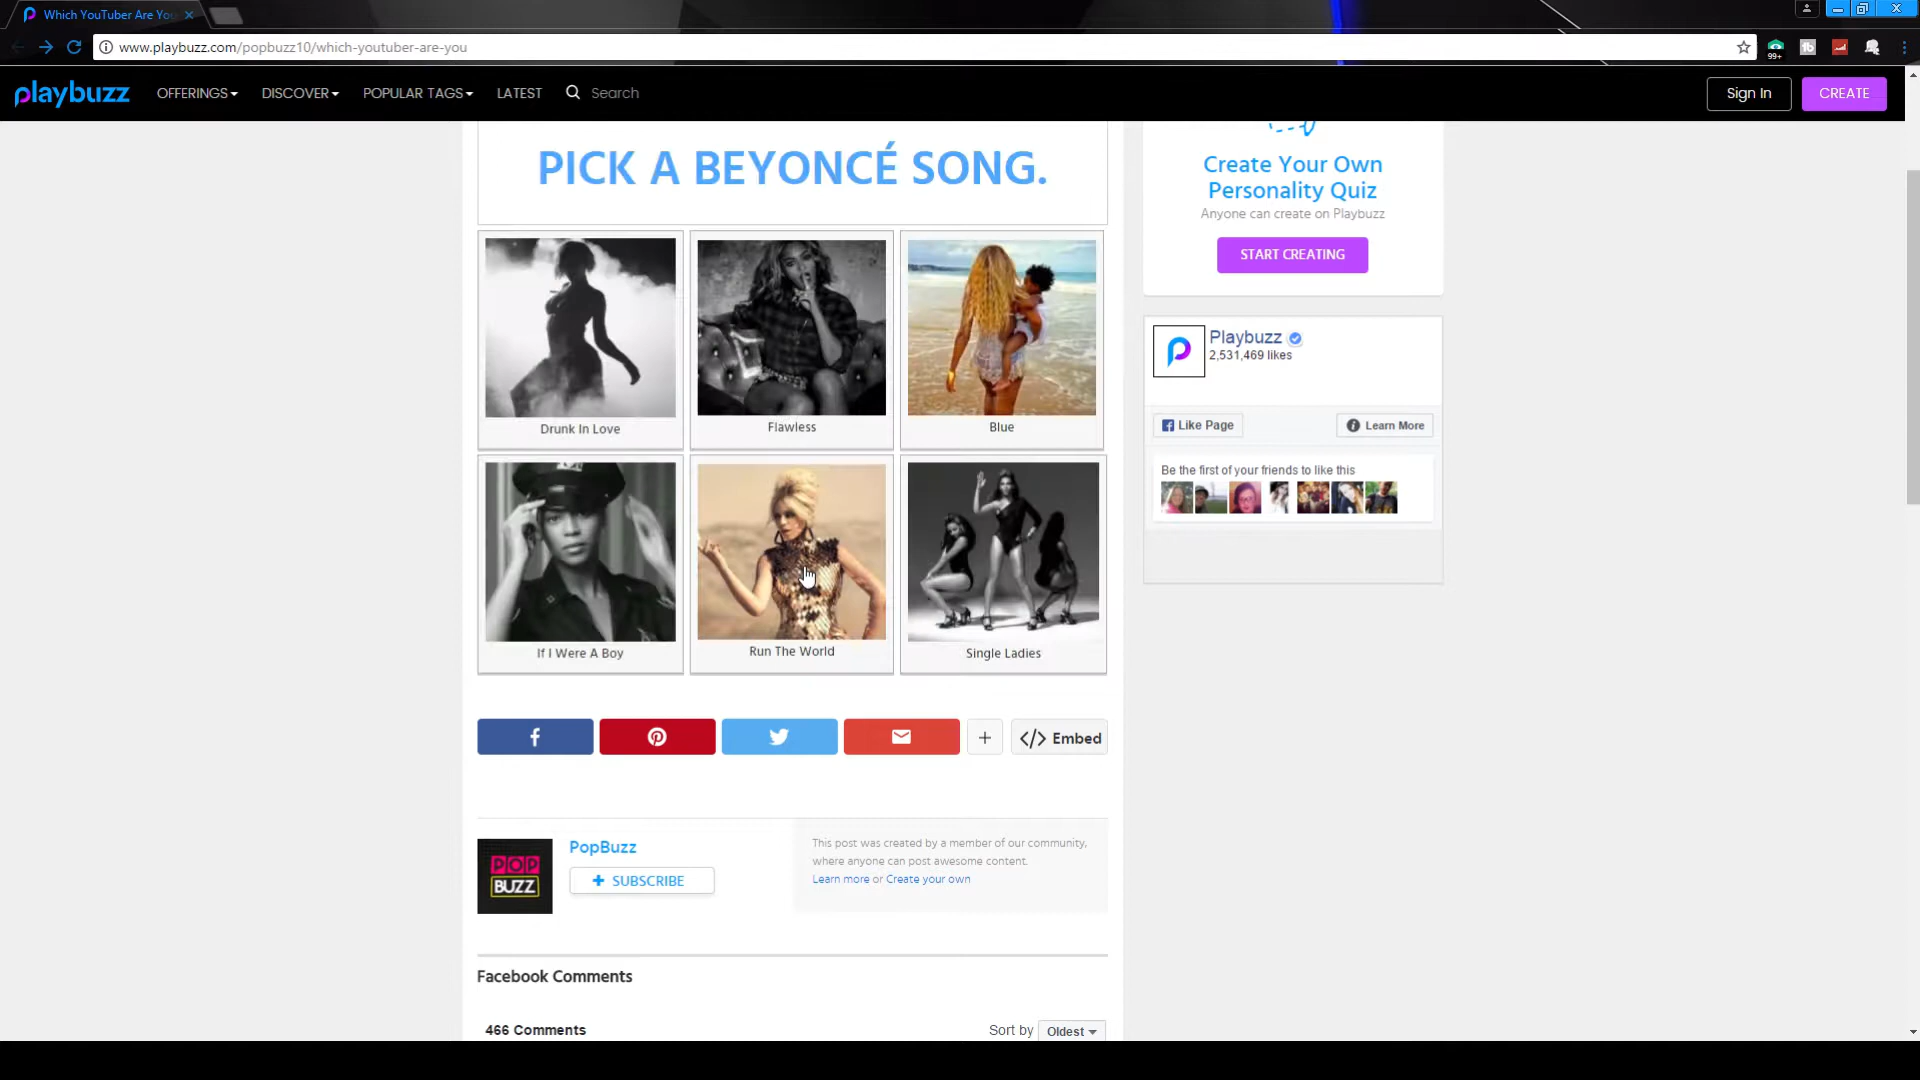 Which YouTuber Are You
www.playbuzz.com/popbuzz10/which-youtuber-are-you
99+
playbuzz
OFFERINGS
DISCOVER
POPULAR TAGS
LATEST
Search
Sign In
CREATE
PICK A BEYONCÉ SONG.
Drunk In Love
Flawless
Blue
If I Were A Boy
Run The World
Single Ladies
Create Your Own
Personality Quiz
Anyone can create on Playbuzz
START CREATING
Playbuzz
2,531,469 likes
Like Page
Learn More
Be the first of your friends to like this
+
</> Embed
POP
BUZZ
PopBuzz
+ SUBSCRIBE
This post was created by a member of our community,
where anyone can post awesome content.
Learn more or Create your own
Facebook Comments
466 Comments
Sort by Oldest